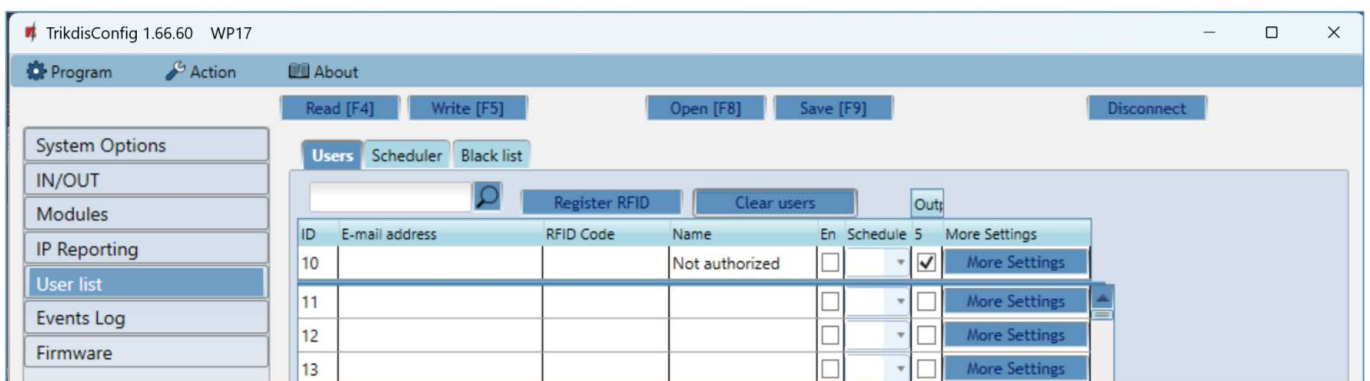 TrikdisConfig 1.66.60 WP17
Program Action About
Read [F4] Write [F5] Open [F8] Save [F9] Disconnect
System Options
IN/OUT
Modules
IP Reporting
User list
Events Log
Firmware
Users Scheduler Black list
Register RFID Clear users Outp
ID E-mail address RFID Code Name En Schedule 5 More Settings
10 Not authorized More Settings
11 More Settings
12 More Settings
13 More Settings